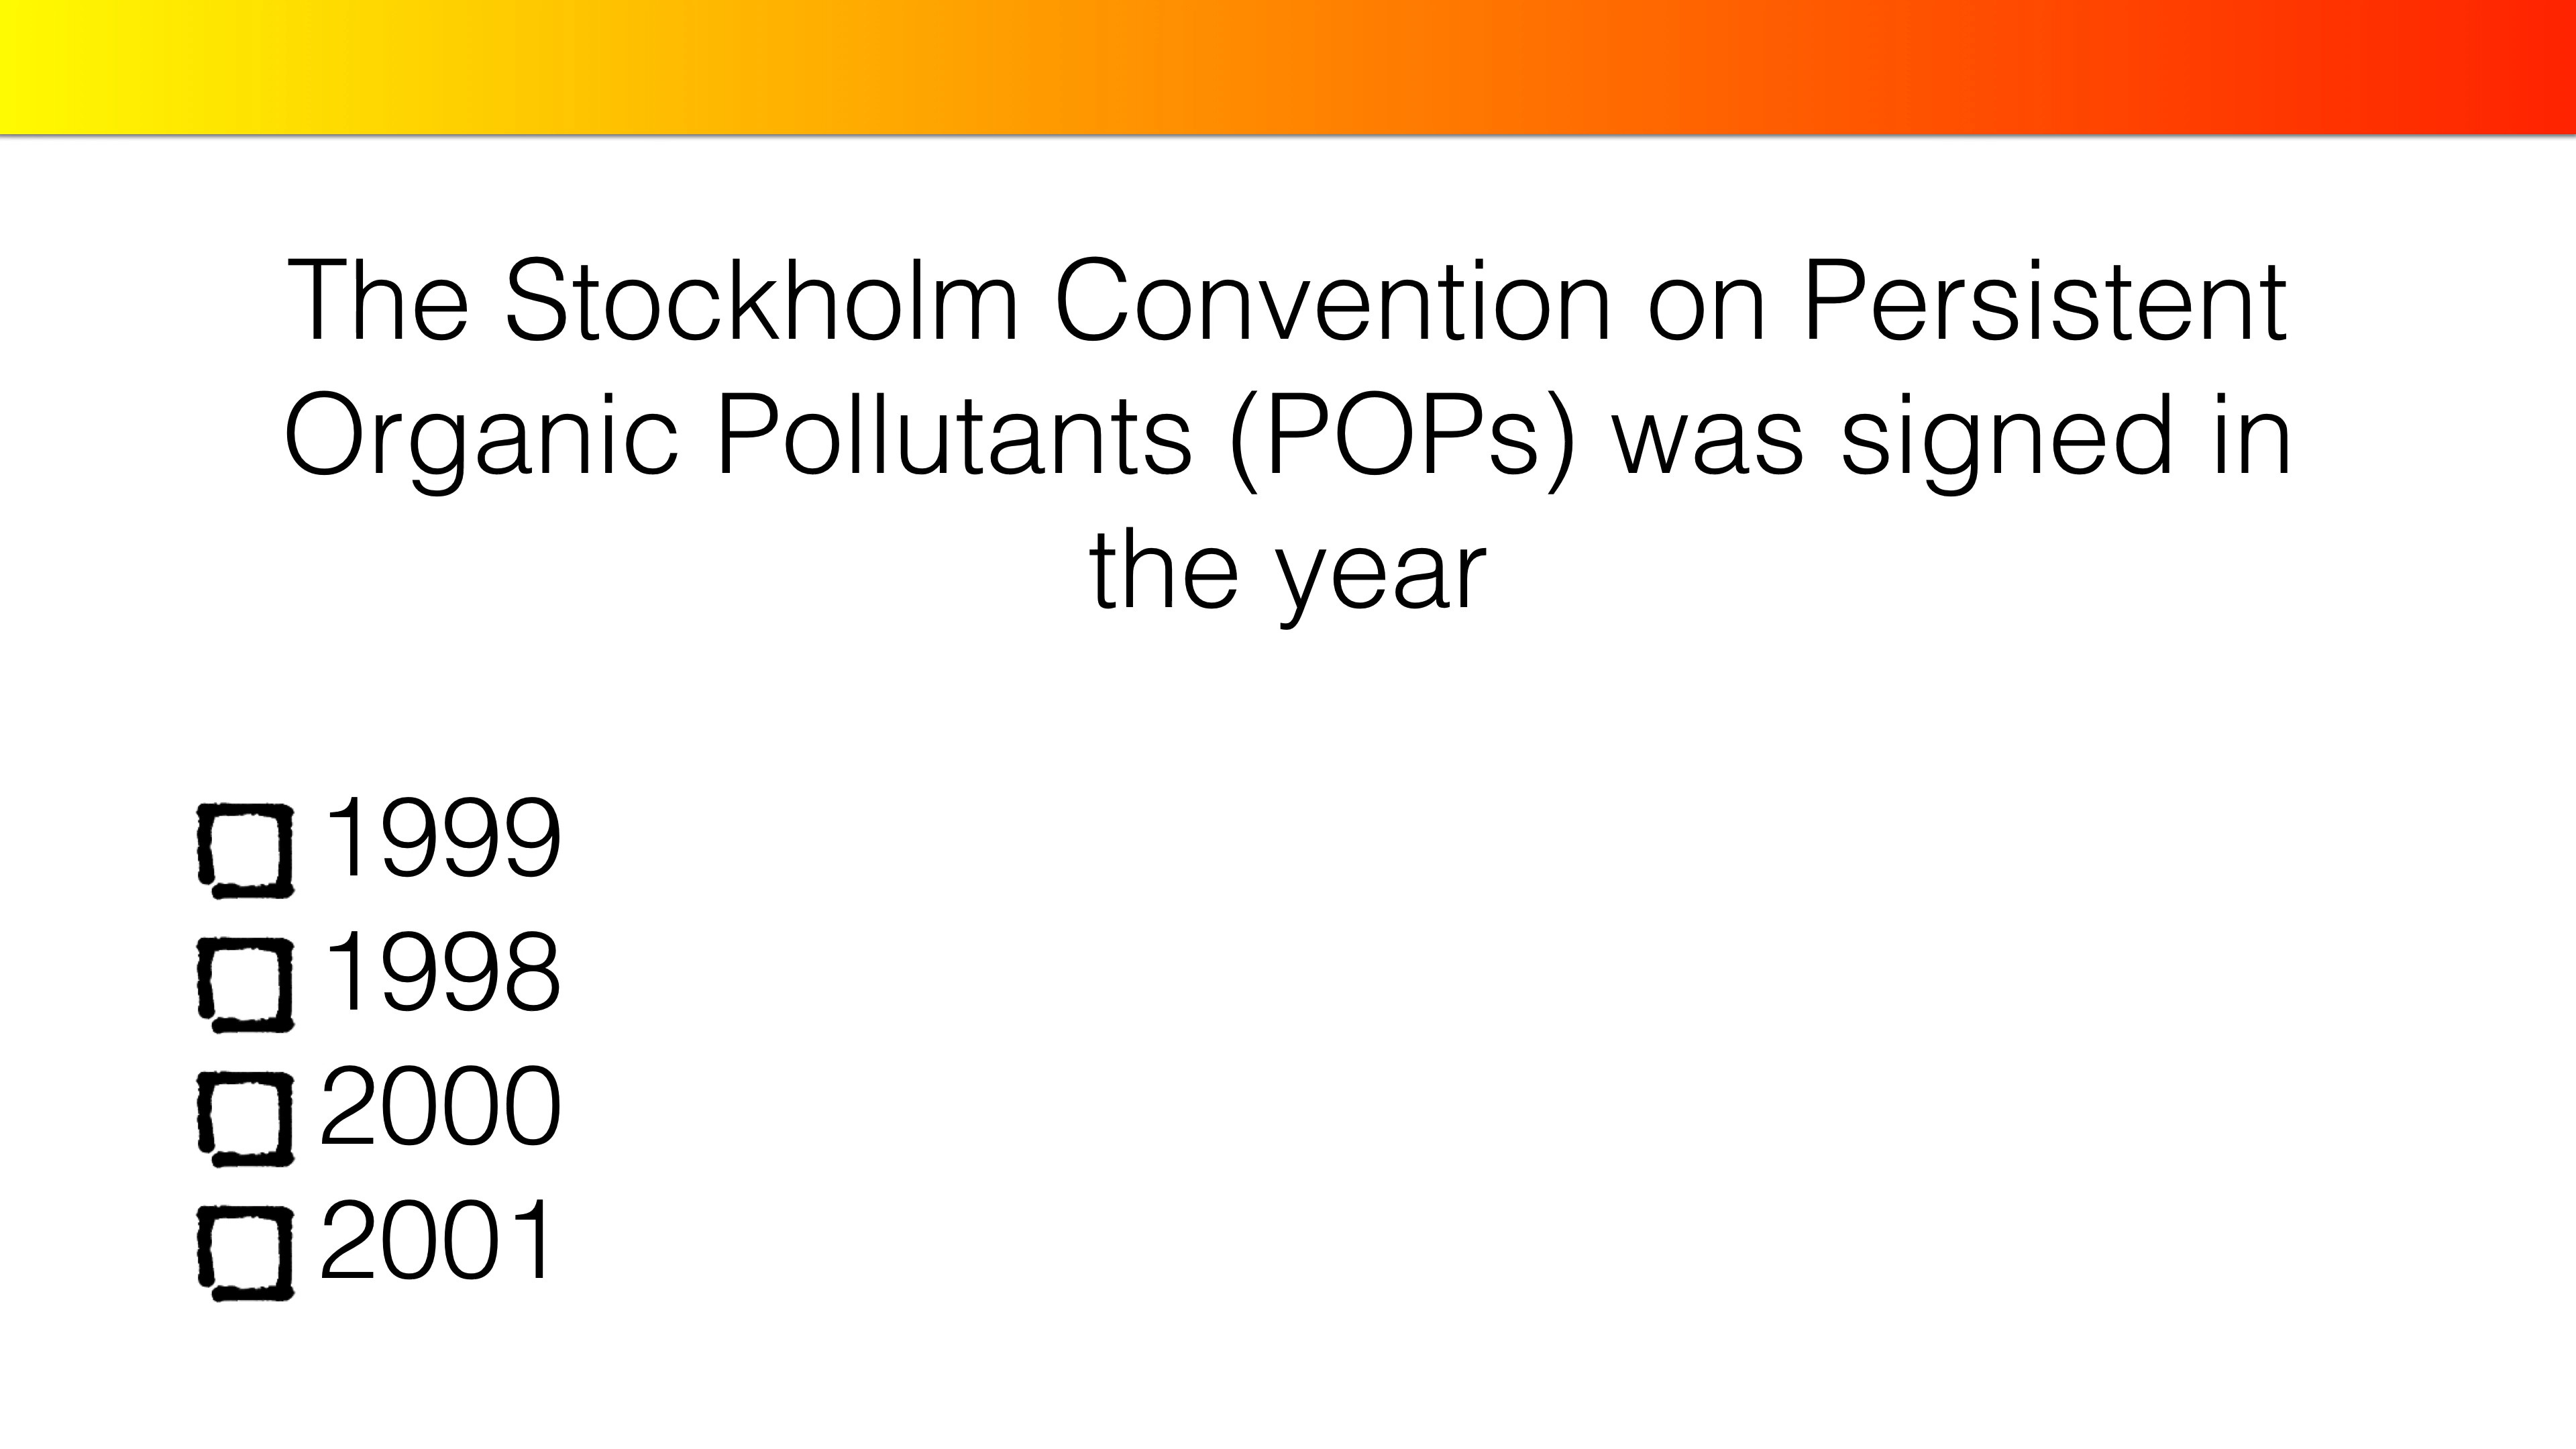 The Stockholm Convention on Persistent
Organic Pollutants (POPs) was signed in
the year
1999
1998
2000
2001